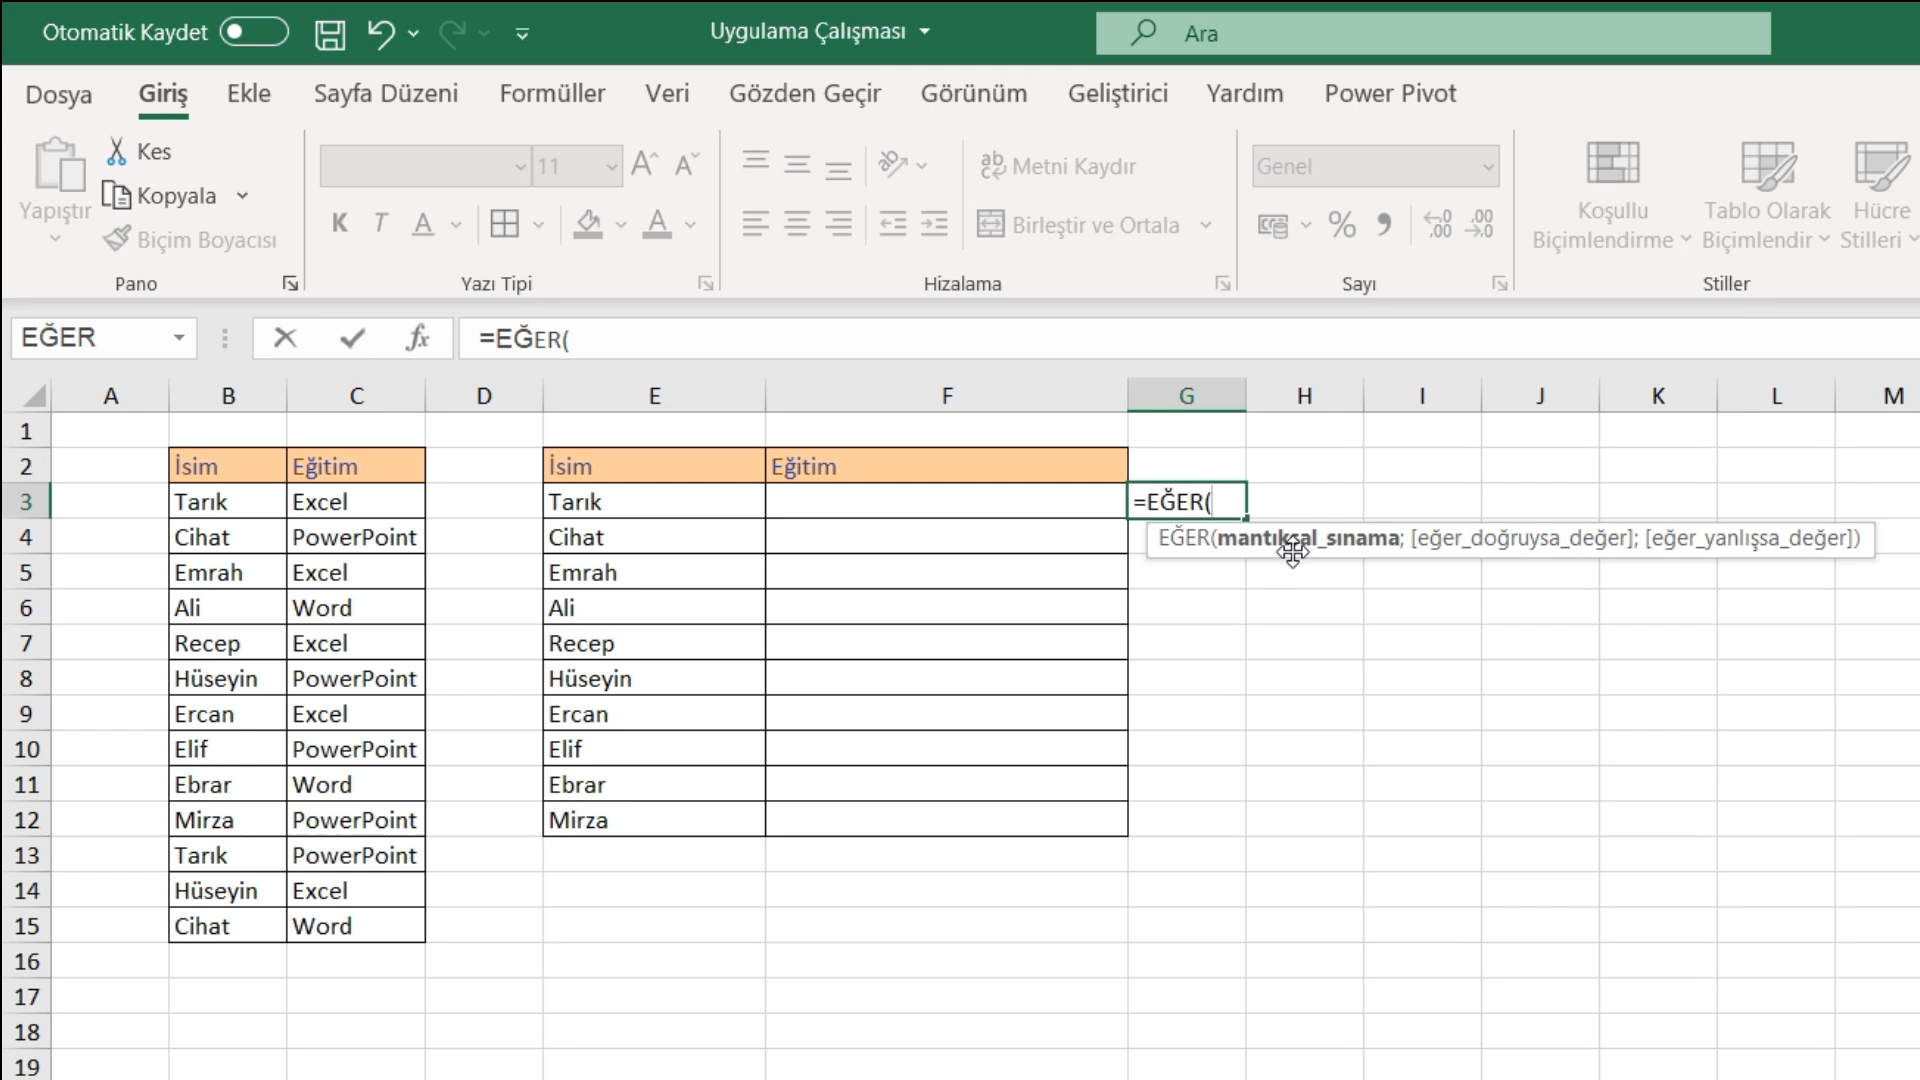 Otomatik Kaydet
Uygulama Çalışması
Ara
Dosya Giriş Ekle Sayfa Düzeni Formüller Veri Gözden Geçir Görünüm Geliştirici Yardım Power Pivot
Yapıştır
Kes
Kopyala
Biçim Boyacısı
Pano
11
K T A
Yazı Tipi
Metni Kaydır
Birleştir ve Ortala
Hizalama
Genel
Sayı
Koşullu
Biçimlendirme
Tablo Olarak
Biçimlendir
Hücre
Stilleri
Stiller
EĞER
fx
=EĞER(
A B C D E F G H I J K L M
1
2 İsim Eğitim İsim Eğitim
3 Tarık Excel Tarık =EĞER(
EĞER(mantıksal_sınama; [eğer_doğruysa_değer]; [eğer_yanlışsa_değer])
4 Cihat PowerPoint Cihat
5 Emrah Excel Emrah
6 Ali Word Ali
7 Recep Excel Recep
8 Hüseyin PowerPoint Hüseyin
9 Ercan Excel Ercan
10 Elif PowerPoint Elif
11 Ebrar Word Ebrar
12 Mirza PowerPoint Mirza
13 Tarık PowerPoint
14 Hüseyin Excel
15 Cihat Word
16
17
18
19